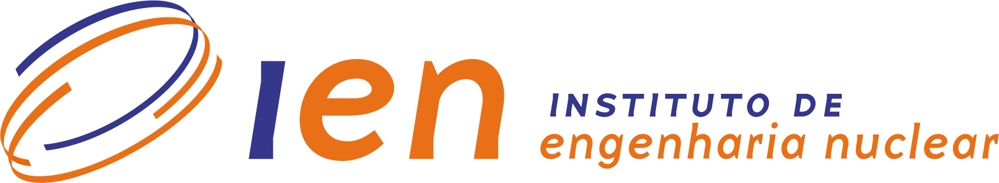 ien
INSTITUTO DE
engenharia nuclear